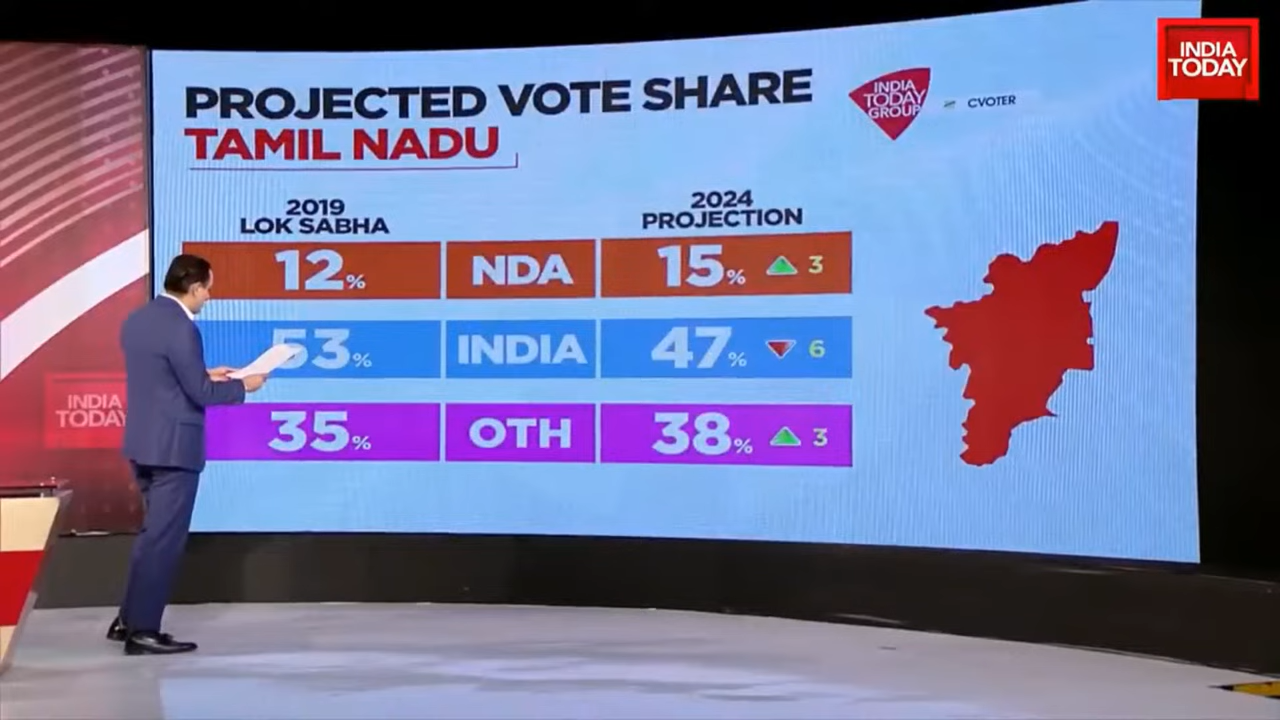 INDIA
TODAY
PROJECTED VOTE SHARE
TAMIL NADU
INDIA
TODAY
GROUP
CVOTER
2019
LOK SABHA
2024
PROJECTION
12% NDA 15% 3
53% INDIA 47% 6
35% OTH 38% 3
INDIA
TODAY